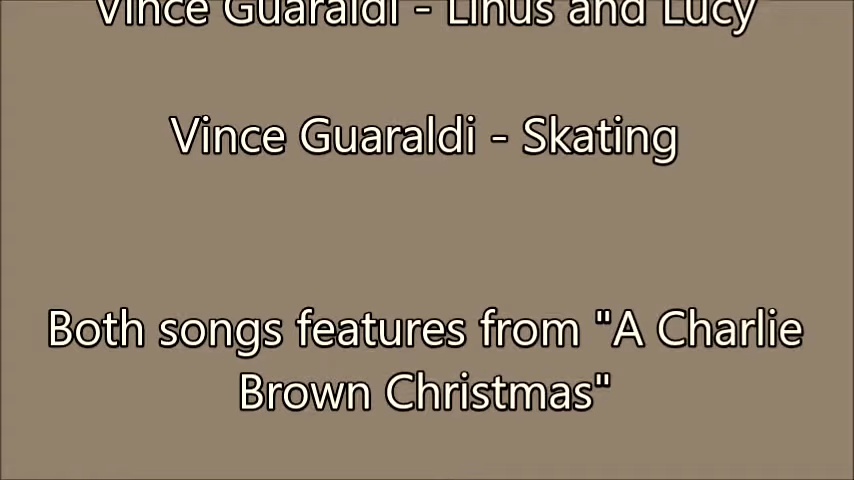 Vince Guaraldi - Linus and Lucy
Vince Guaraldi - Skating
Both songs features from "A Charlie
Brown Christmas"